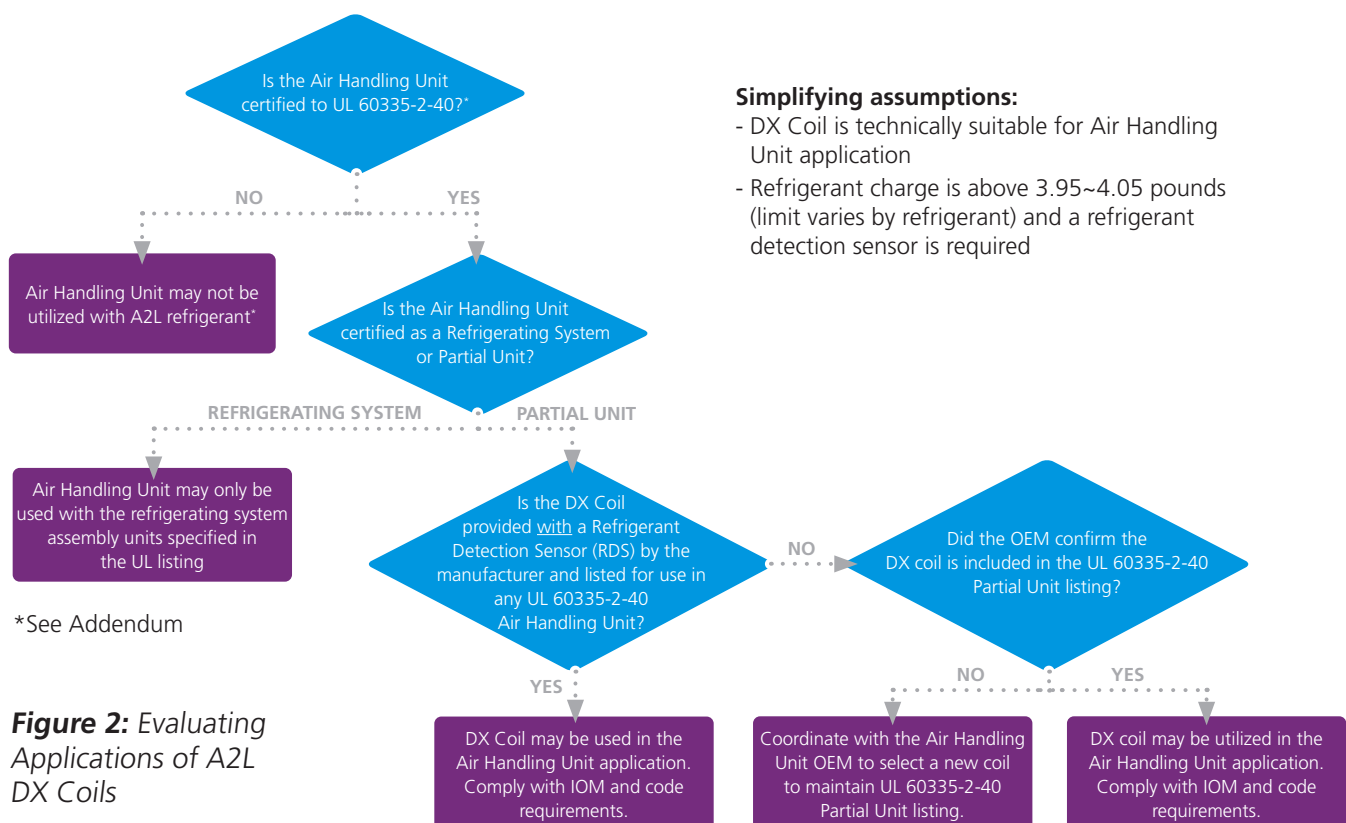 Is the Air Handling Unit
certified to UL 60335-2-40?*
Simplifying assumptions:
- DX Coil is technically suitable for Air Handling
Unit application
- Refrigerant charge is above 3.95~4.05 pounds
(limit varies by refrigerant) and a refrigerant
detection sensor is required
NO
YES
Air Handling Unit may not be
utilized with A2L refrigerant*
Is the Air Handling Unit
certified as a Refrigerating System
or Partial Unit?
REFRIGERATING SYSTEM
PARTIAL UNIT
Air Handling Unit may only be
used with the refrigerating system
assembly units specified in
the UL listing
Is the DX Coil
provided with a Refrigerant
Detection Sensor (RDS) by the
manufacturer and listed for use in
any UL 60335-2-40
Air Handling Unit?
NO
Did the OEM confirm the
DX coil is included in the UL 60335-2-40
Partial Unit listing?
*See Addendum
YES
NO
YES
Figure 2: Evaluating
Applications of A2L
DX Coils
DX Coil may be used in the
Air Handling Unit application.
Comply with IOM and code
requirements.
Coordinate with the Air Handling
Unit OEM to select a new coil
to maintain UL 60335-2-40
Partial Unit listing.
DX coil may be utilized in the
Air Handling Unit application.
Comply with IOM and code
requirements.